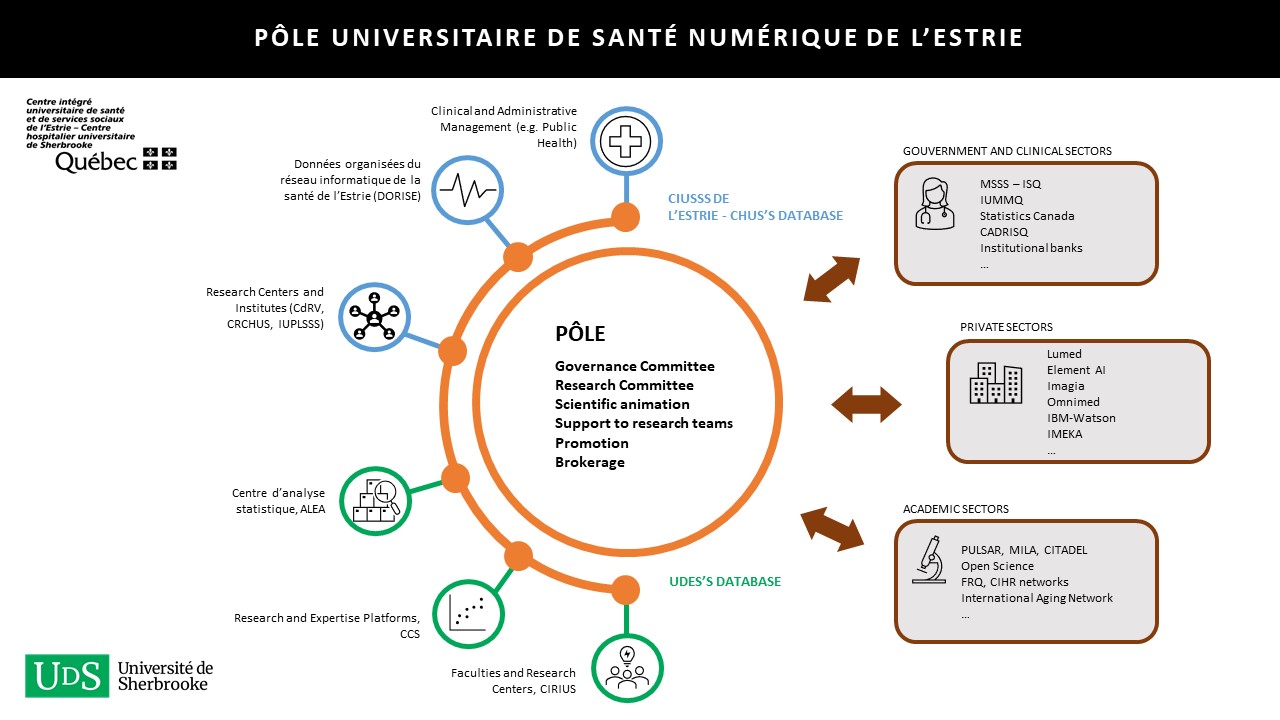 PÔLE UNIVERSITAIRE DE SANTÉ NUMÉRIQUE DE L'ESTRIE
Centre intégré
universitaire de santé
et de services sociaux
de l'Estrie – Centre
hospitalier universitaire
de Sherbrooke
Québec
Clinical and Administrative
Management (e.g. Public
Health)
Données organisées du
réseau informatique de la
santé de l'Estrie (DORISE)
Research Centers and
Institutes (CdRV,
CRCHUS, IUPLSSS)
Centre d'analyse
statistique, ALEA
Research and Expertise Platforms,
CCS
Faculties and Research
Centers, CIRIUS
CIUSSS DE
L'ESTRIE - CHUS'S DATABASE
PÔLE
Governance Committee
Research Committee
Scientific animation
Support to research teams
Promotion
Brokerage
UDES'S DATABASE
GOUVERNMENT AND CLINICAL SECTORS
MSSS – ISQ
IUMMQ
Statistics Canada
CADRISQ
Institutional banks
...
PRIVATE SECTORS
Lumed
Element AI
Imagia
Omnimed
IBM-Watson
IMEKA
...
ACADEMIC SECTORS
PULSAR, MILA, CITADEL
Open Science
FRQ, CIHR networks
International Aging Network
...
UDS
Université de
Sherbrooke